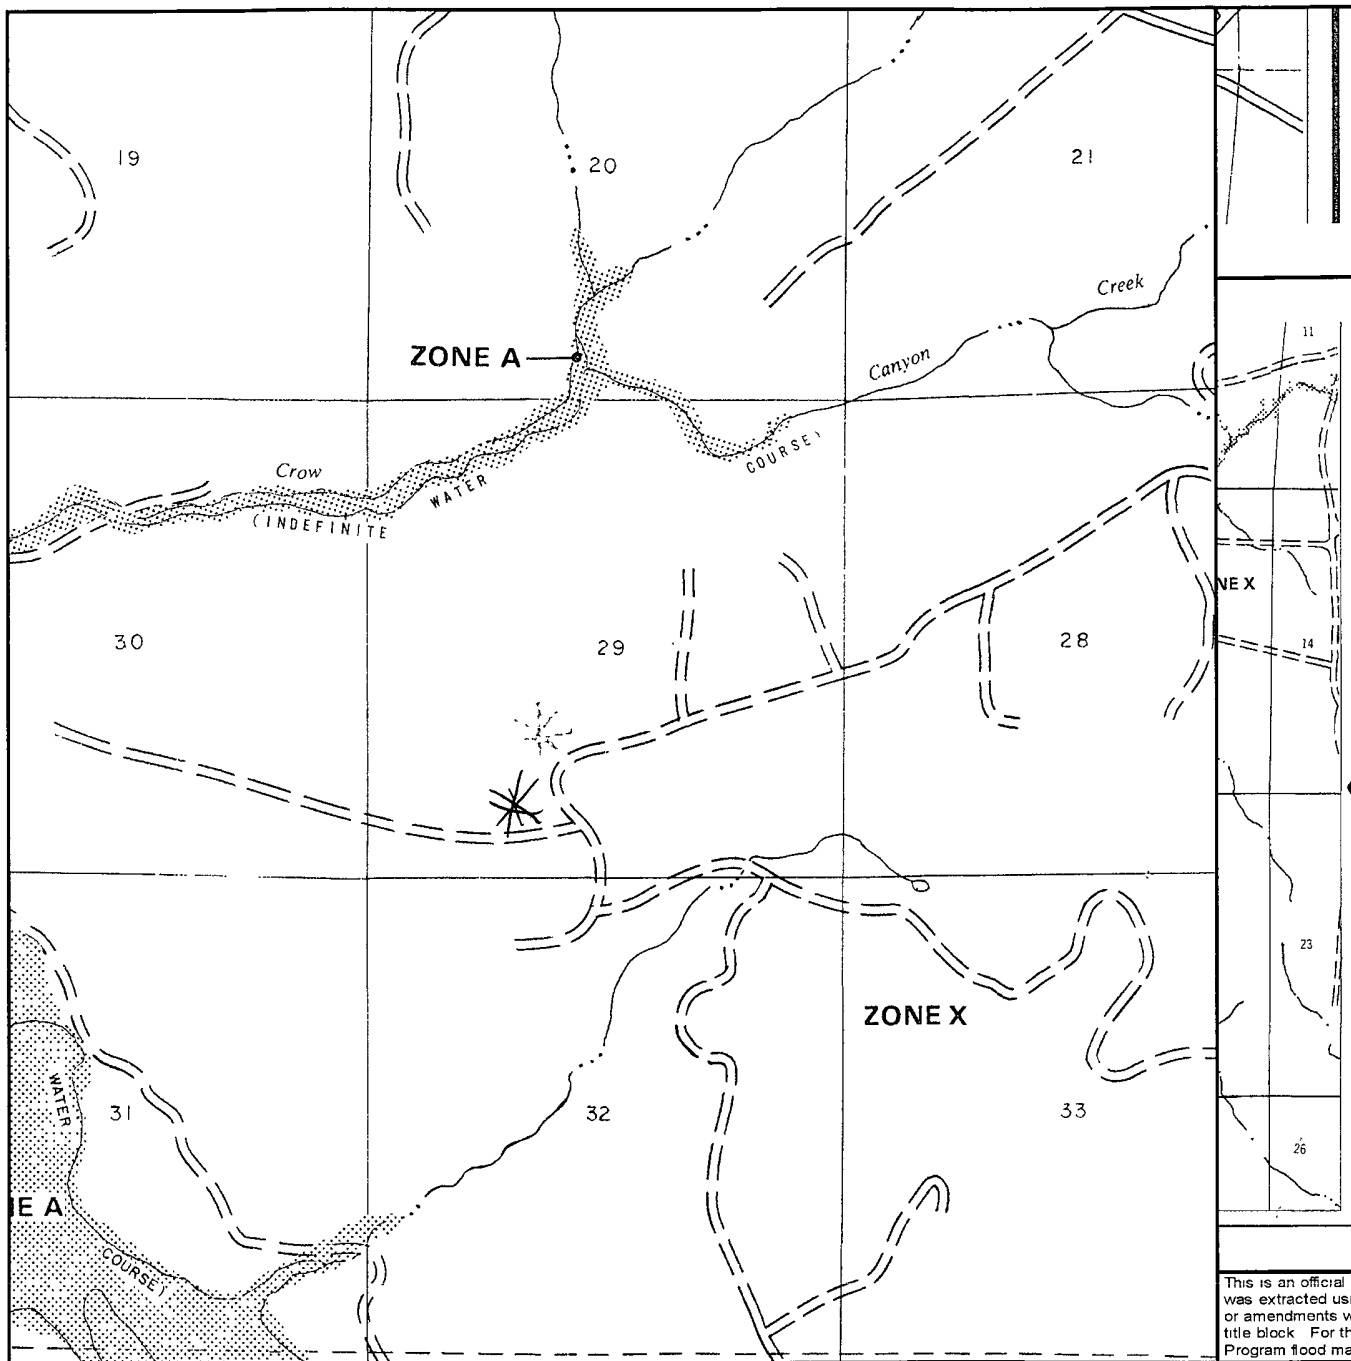 19
20
21
Creek
ZONE A
Canyon
11
COURSE)
Crow
WATER
(INDEFINITE
NE X
30
29
28
14
23
ZONE X
WATER
31
32
33
26
NE A
COURSE)
This is an official
was extracted usi
or amendments w
title block For th
Program flood ma